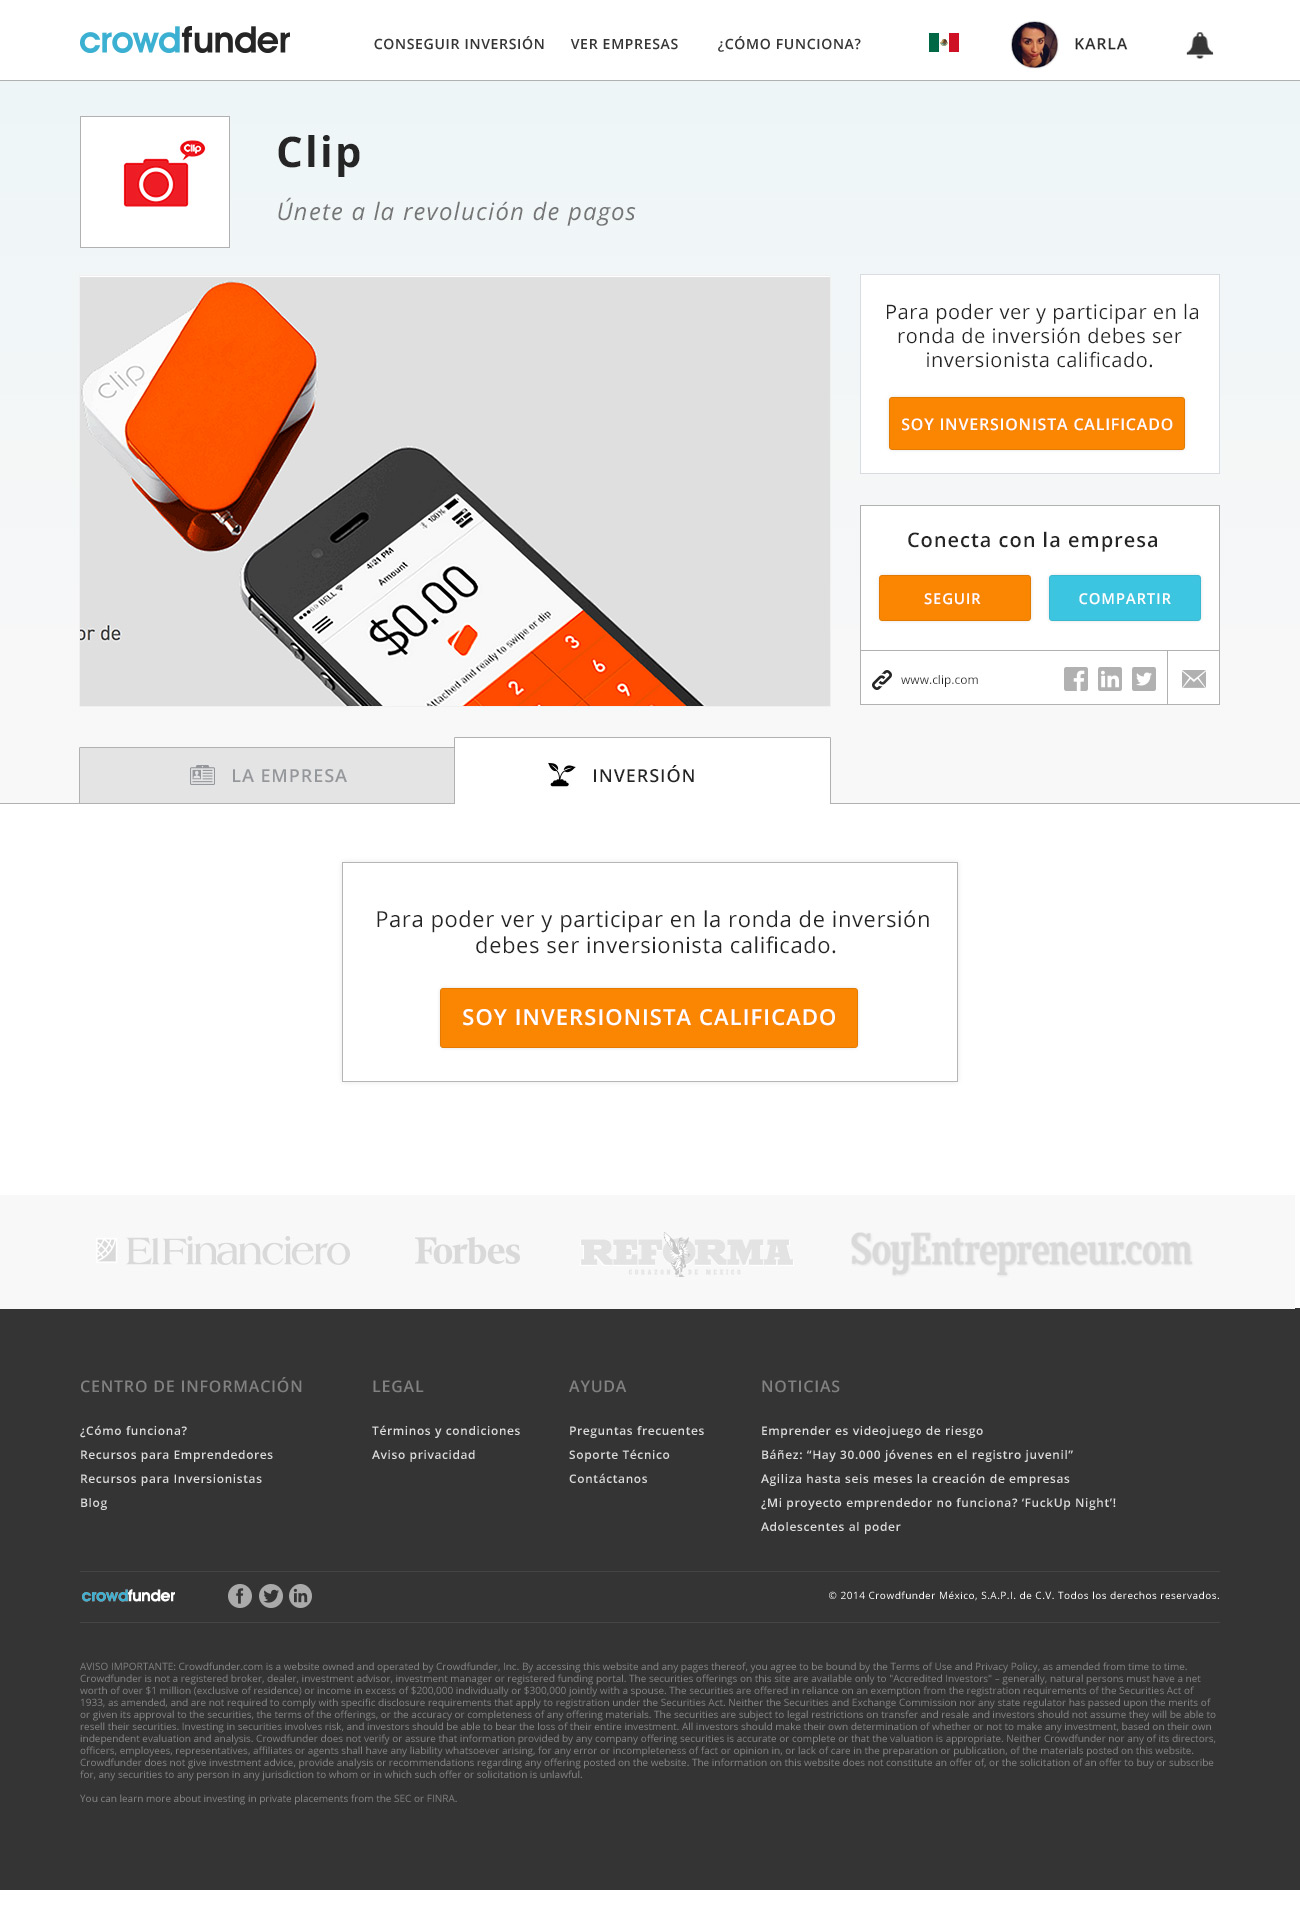 crowdfunder
CONSEGUIR INVERSIÓN VER EMPRESAS ¿CÓMO FUNCIONA? KARLA
Clip
Clip
Únete a la revolución de pagos
clip
or de
BELL 4:21 PM 100%
Amount
$0.00
Attached and ready to swipe or dip
2 3
6
9
Para poder ver y participar en la
ronda de inversión debes ser
inversionista calificado.
SOY INVERSIONISTA CALIFICADO
Conecta con la empresa
SEGUIR COMPARTIR
www.clip.com
LA EMPRESA INVERSIÓN
Para poder ver y participar en la ronda de inversión
debes ser inversionista calificado.
SOY INVERSIONISTA CALIFICADO
El Financiero Forbes REFORMA SoyEntrepreneur.com
CORAZON DE MEXICO
CENTRO DE INFORMACIÓN LEGAL AYUDA NOTICIAS
¿Cómo funciona? Términos y condiciones Preguntas frecuentes Emprender es videojuego de riesgo
Recursos para Emprendedores Aviso privacidad Soporte Técnico Báñez: “Hay 30.000 jóvenes en el registro juvenil”
Recursos para Inversionistas Contáctanos Agiliza hasta seis meses la creación de empresas
Blog ¿Mi proyecto emprendedor no funciona? ‘FuckUp Night’!
Adolescentes al poder
crowdfunder © 2014 Crowdfunder México, S.A.P.I. de C.V. Todos los derechos reservados.
AVISO IMPORTANTE: Crowdfunder.com is a website owned and operated by Crowdfunder, Inc. By accessing this website and any pages thereof, you agree to be bound by the Terms of Use and Privacy Policy, as amended from time to time.
Crowdfunder is not a registered broker, dealer, investment advisor, investment manager or registered funding portal. The securities offerings on this site are available only to "Accredited Investors" – generally, natural persons must have a net
worth of over $1 million (exclusive of residence) or income in excess of $200,000 individually or $300,000 jointly with a spouse. The securities are offered in reliance on an exemption from the registration requirements of the Securities Act of
1933, as amended, and are not required to comply with specific disclosure requirements that apply to registration under the Securities Act. Neither the Securities and Exchange Commission nor any state regulator has passed upon the merits of
or given its approval to the securities, the terms of the offerings, or the accuracy or completeness of any offering materials. The securities are subject to legal restrictions on transfer and resale and investors should not assume they will be able to
resell their securities. Investing in securities involves risk, and investors should be able to bear the loss of their entire investment. All investors should make their own determination of whether or not to make any investment, based on their own
independent evaluation and analysis. Crowdfunder does not verify or assure that information provided by any company offering securities is accurate or complete or that the valuation is appropriate. Neither Crowdfunder nor any of its directors,
officers, employees, representatives, affiliates or agents shall have any liability whatsoever arising, for any error or incompleteness of fact or opinion in, or lack of care in the preparation or publication, of the materials posted on this website.
Crowdfunder does not give investment advice, provide analysis or recommendations regarding any offering posted on the website. The information on this website does not constitute an offer of, or the solicitation of an offer to buy or subscribe
for, any securities to any person in any jurisdiction to whom or in which such offer or solicitation is unlawful.
You can learn more about investing in private placements from the SEC or FINRA.